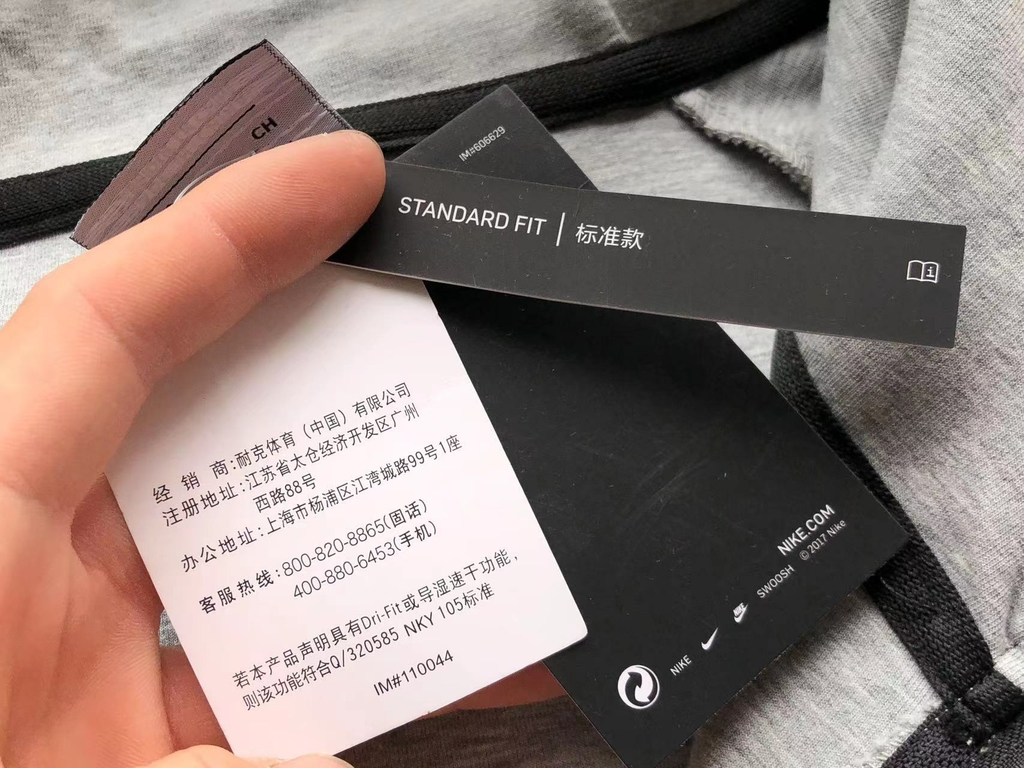 CH
IM#606629
STANDARD FIT | 标准款
i
经销商:耐克体育（中国）有限公司
注册地址:江苏省太仓经济开发区广州
西路88号
办公地址:上海市杨浦区江湾城路99号1座
客服热线:800-820-8865(固话)
400-880-6453(手机)
若本产品声明具有Dri-Fit或导湿速干功能，
则该功能符合Q/320585 NKY 105标准
IM#110044
NIKE.COM
© 2017 Nike
NIKE
SWOOSH